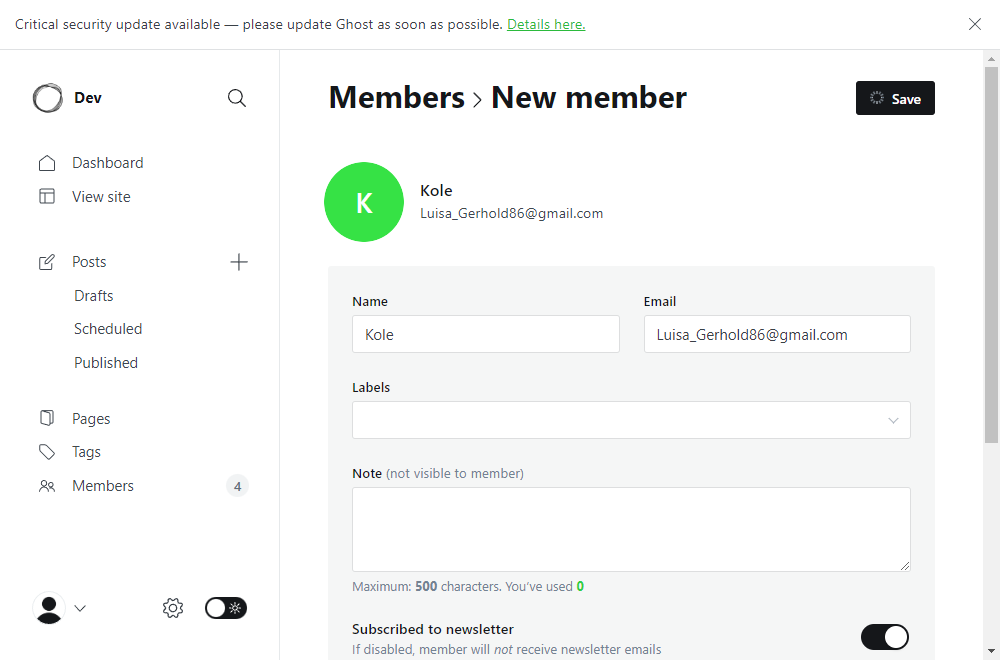 Critical security update available — please update Ghost as soon as possible. Details here.
Dev
Dashboard
View site
Posts
Drafts
Scheduled
Published
Pages
Tags
Members 4
Members > New member
Save
K
Kole
Luisa_Gerhold86@gmail.com
Name
Email
Kole
Luisa_Gerhold86@gmail.com
Labels
Note (not visible to member)
Maximum: 500 characters. You’ve used 0
Subscribed to newsletter
If disabled, member will not receive newsletter emails